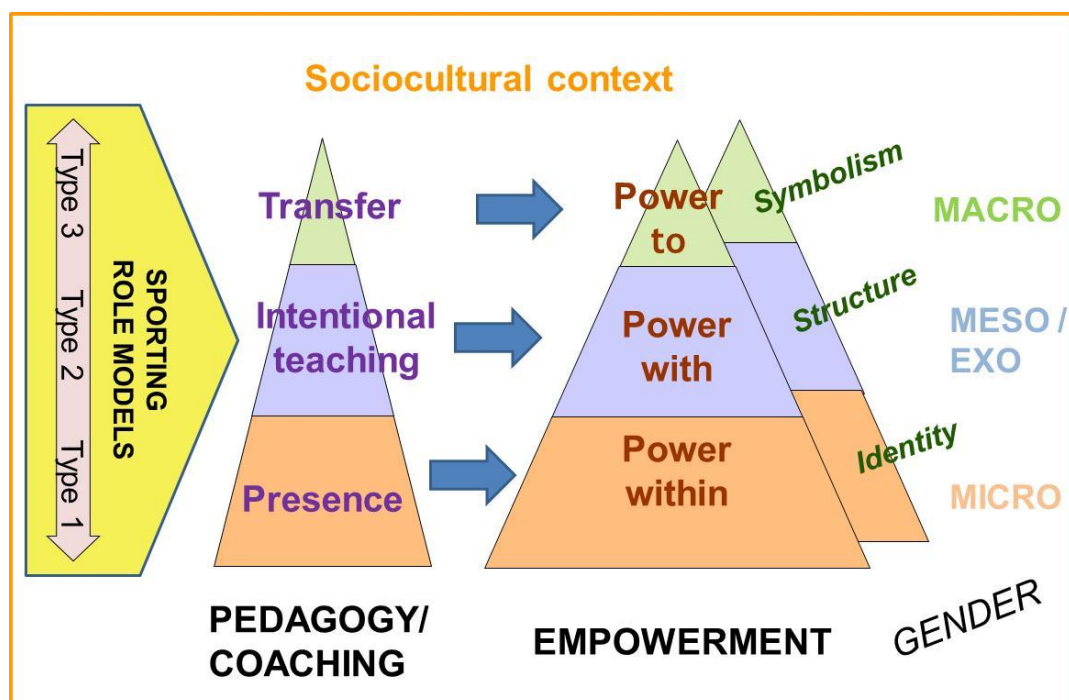 Sociocultural context
Type 3
Type 2
Type 1
SPORTING
ROLE MODELS
Transfer
Intentional
teaching
Presence
PEDAGOGY/
COACHING
Power
to
Power
with
Power
within
EMPOWERMENT
Symbolism
Structure
Identity
GENDER
MACRO
MESO /
EXO
MICRO